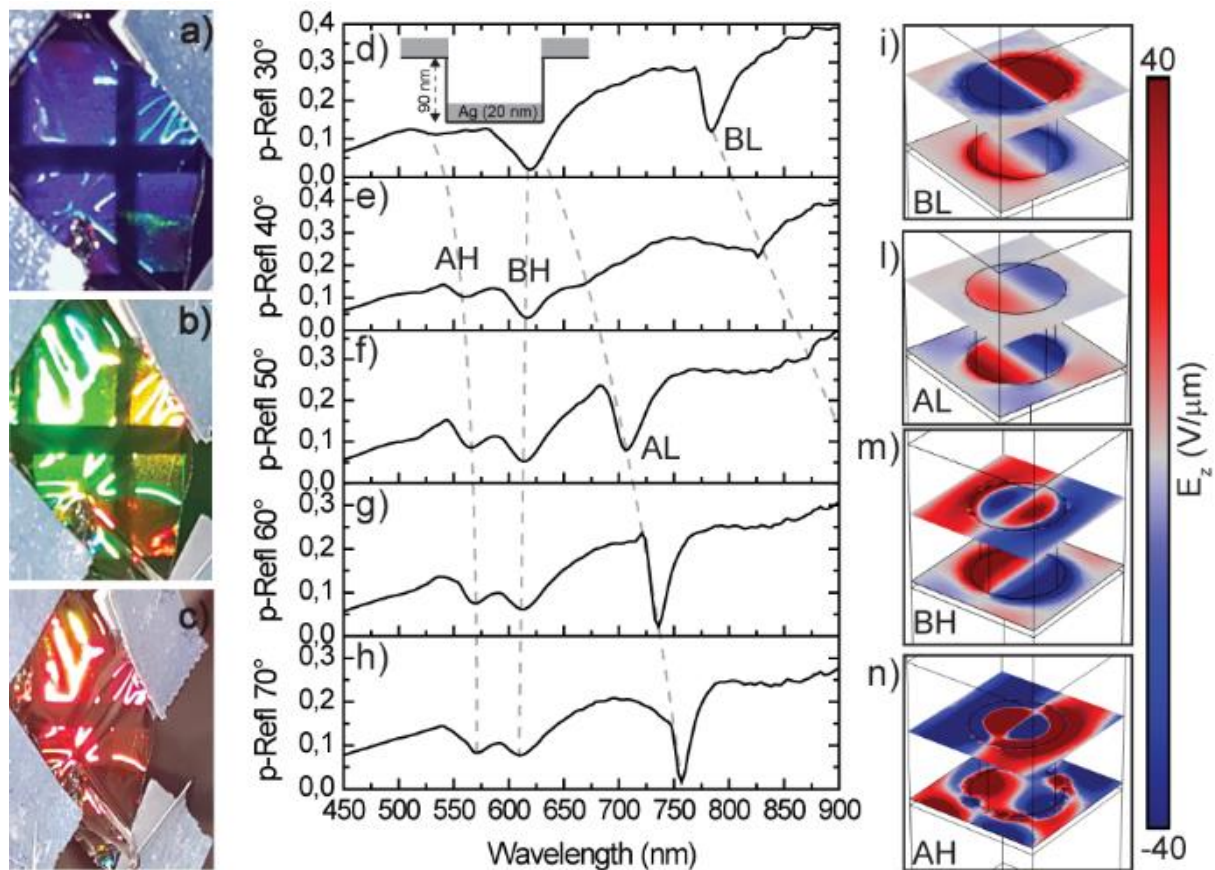 a)
b)
c)
p-Refl 30°
0,4
0,3
0,2
0,1
0,0
d)
90 nm
Ag (20 nm)
BL
p-Refl 40°
0,4
0,3
0,2
0,1
0,0
e)
AH
BH
p-Refl 50°
0,3
0,2
0,1
0,0
f)
AL
p-Refl 60°
0,3
0,2
0,1
0,0
g)
p-Refl 70°
0,3
0,2
0,1
0,0
h)
450 500 550 600 650 700 750 800 850 900
Wavelength (nm)
i)
BL
l)
AL
m)
BH
n)
AH
40
E_z (V/μm)
-40